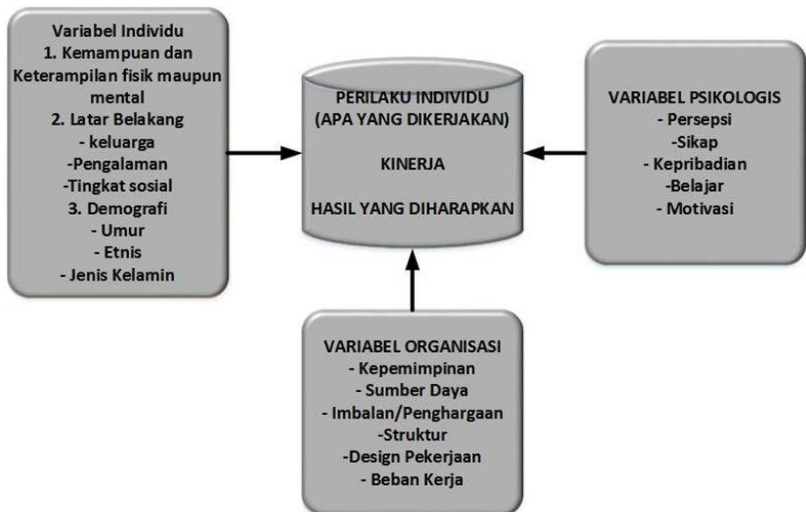 Variabel Individu
1. Kemampuan dan
Keterampilan fisik maupun
mental
2. Latar Belakang
- keluarga
-Pengalaman
-Tingkat sosial
3. Demografi
- Umur
- Etnis
- Jenis Kelamin
PERILAKU INDIVIDU
(APA YANG DIKERJAKAN)
KINERJA
HASIL YANG DIHARAPKAN
VARIABEL PSIKOLOGIS
- Persepsi
-Sikap
- Kepribadian
-Belajar
- Motivasi
VARIABEL ORGANISASI
- Kepemimpinan
- Sumber Daya
- Imbalan/Penghargaan
-Struktur
-Design Pekerjaan
- Beban Kerja